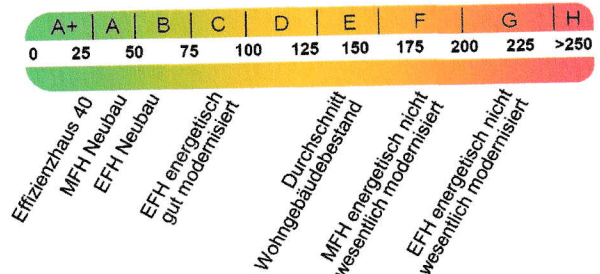 A+ A B C D E F G H
0 25 50 75 100 125 150 175 200 225 >250
Effizienzhaus 40
MFH Neubau
EFH Neubau
EFH energetisch
gut modernisiert
Durchschnitt
Wohngebäudebestand
MFH energetisch nicht
wesentlich modernisiert
EFH energetisch nicht
wesentlich modernisiert